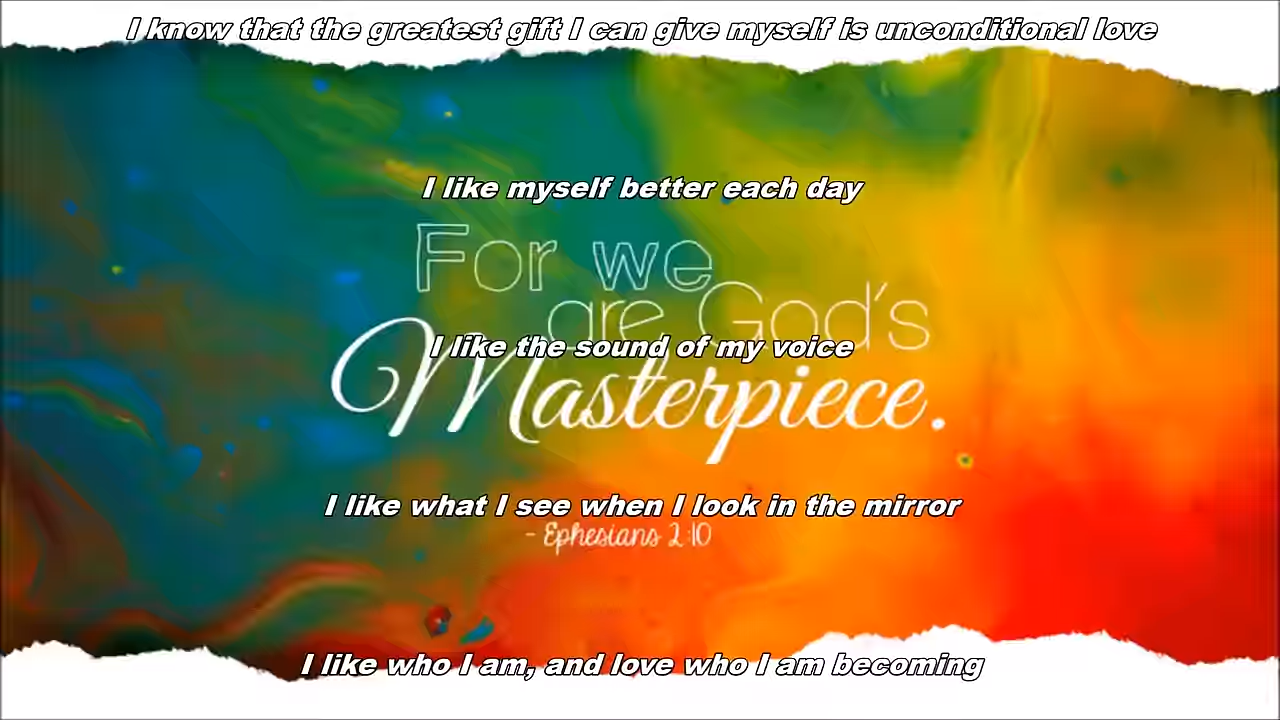 I know that the greatest gift I can give myself is unconditional love
I like myself better each day
For we
are God's
I like the sound of my voice
Masterpiece.
I like what I see when I look in the mirror
- Ephesians 2:10
I like who I am, and love who I am becoming